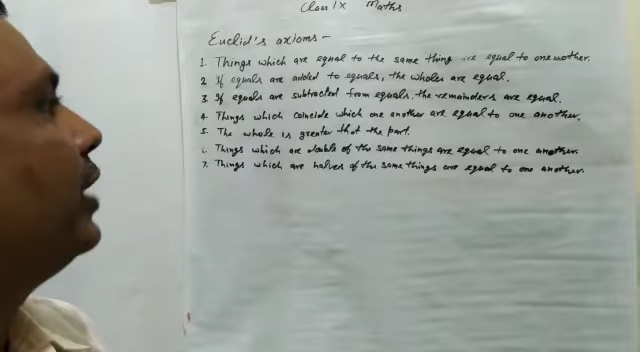 Class IX Maths
Euclid's axioms -
1. Things which are equal to the same thing are equal to one another.
2 If equals are added to equals, the wholes are equal.
3 If equals are subtracted from equals, the remainders are equal.
4. Things which coincide which one another are equal to one another.
5. The whole is greater that the part.
6. Things which are double of the same things are equal to one another.
7. Things which are halves of the same things are equal to one another.